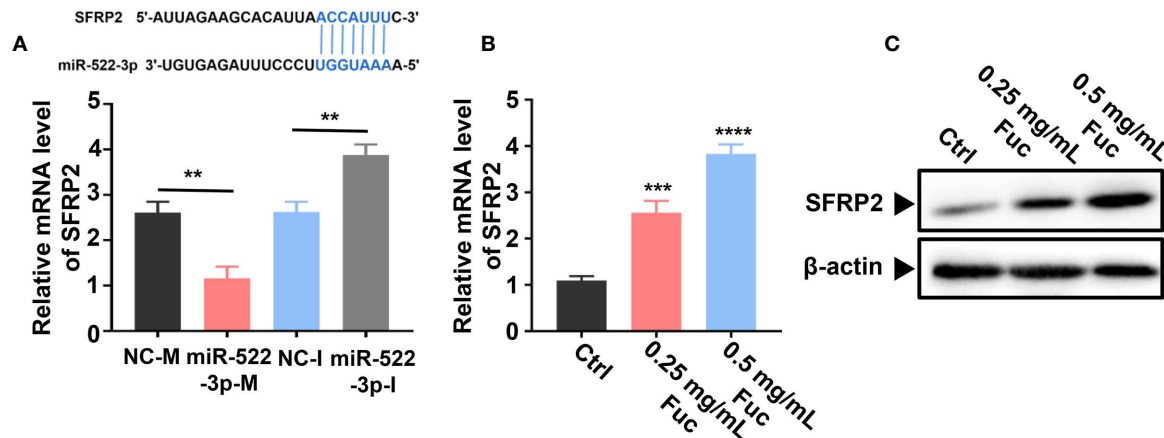 A
SFRP2 5'-AUUAGAAGCACAUUAACCAUUUC-3'
miR-522-3p 3'-UGUGAGAUUUCCCUUGGUAAAA-5'
Relative mRNA level
of SFRP2
5
4
3
2
1
0
**
**
NC-M
miR-522
-3p-M
NC-I
miR-522
-3p-I
B
Relative mRNA level
of SFRP2
5
4
3
2
1
0
***
****
Ctrl
0.25 mg/mL
Fuc
0.5 mg/mL
Fuc
C
Ctrl
0.25 mg/mL
Fuc
0.5 mg/mL
Fuc
SFRP2
β-actin